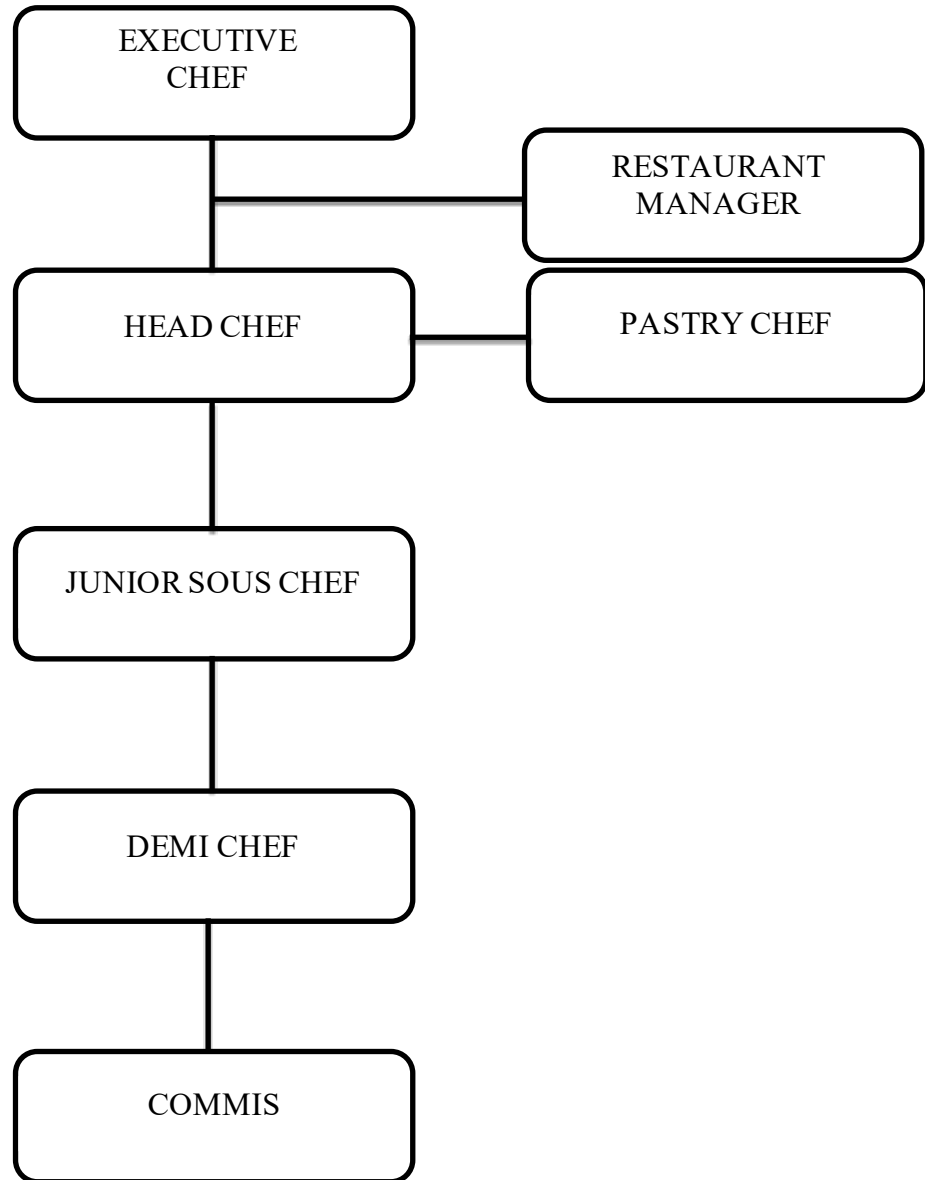 EXECUTIVE
CHEF
RESTAURANT
MANAGER
HEAD CHEF
PASTRY CHEF
JUNIOR SOUS CHEF
DEMI CHEF
COMMIS